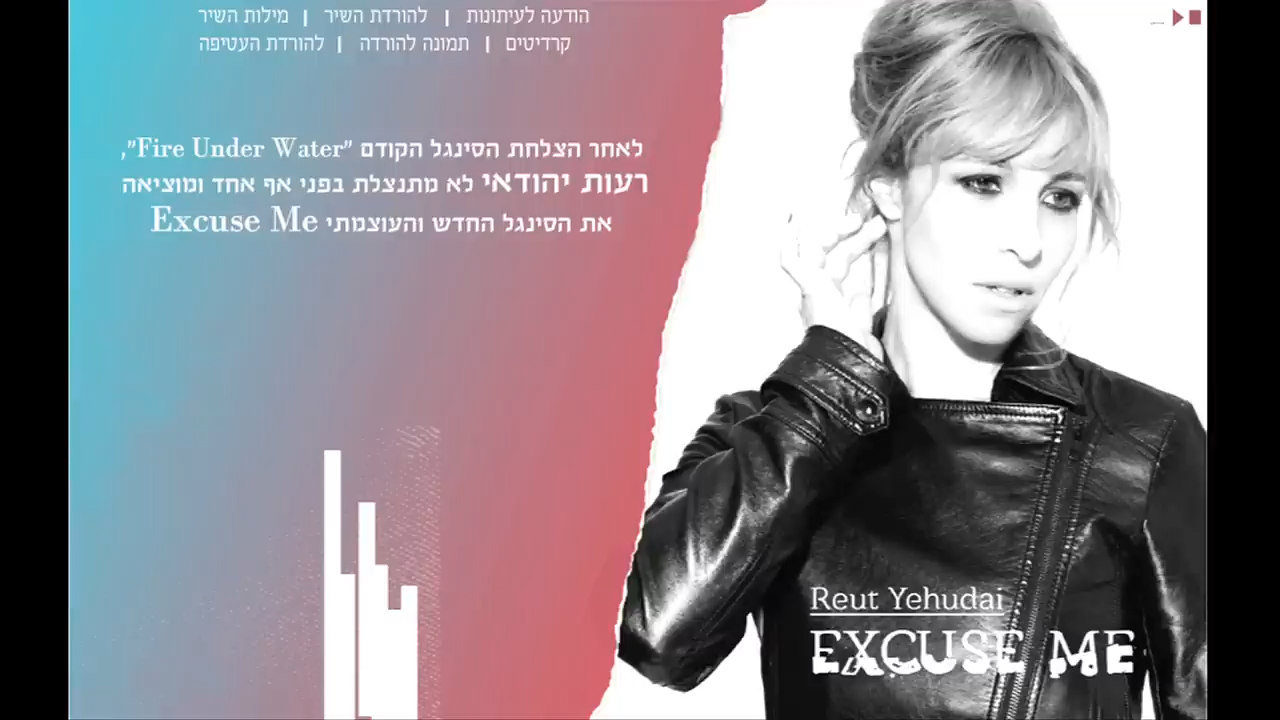 הודעה לעיתונות | להורדת השיר | מילות השיר
קרדיטים | תמונה להורדה | להורדת העטיפה
לאחר הצלחת הסינגל הקודם "Fire Under Water",
רעות יהודאי לא מתנצלת בפני אף אחד ומוציאה
את הסינגל החדש והעוצמתי Excuse Me
Reut Yehudai
EXCUSE ME